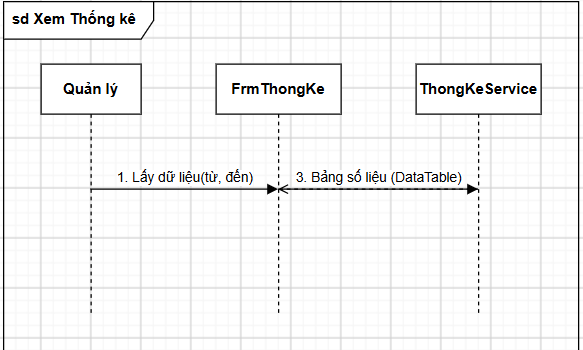 sd Xem Thống kê
Quản lý
FrmThongKe
ThongKeService
1. Lấy dữ liệu(từ, đến)
3. Bảng số liệu (DataTable)